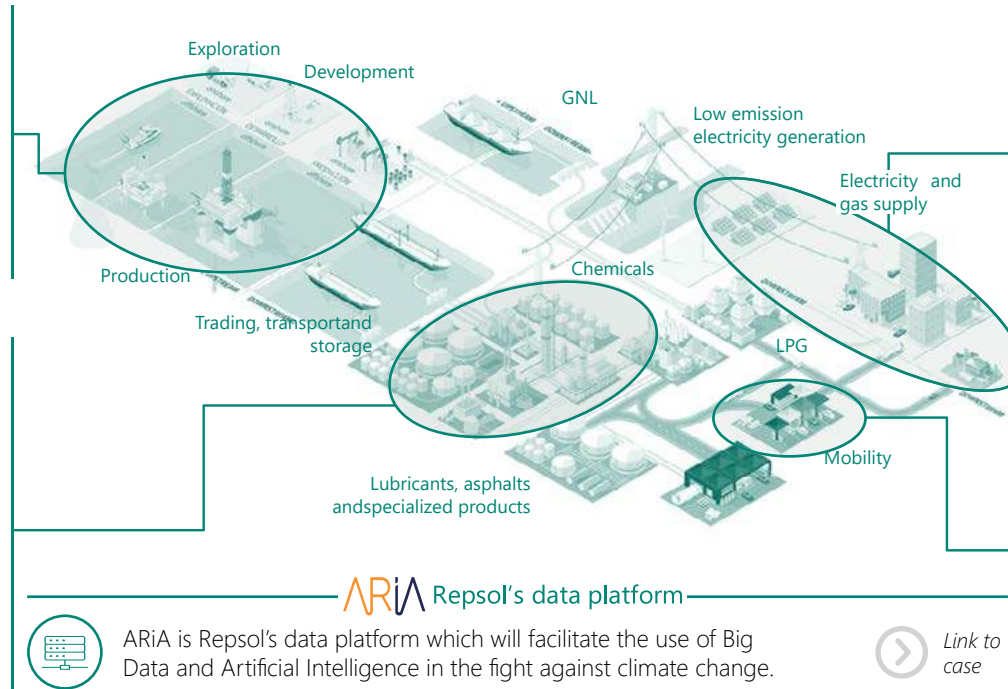 Exploration
Development
GNL
Low emission
electricity generation
Electricity and
gas supply
Production
Chemicals
Trading, transportand
storage
LPG
Mobility
Lubricants, asphalts
andspecialized products
ARiA Repsol's data platform
ARiA is Repsol's data platform which will facilitate the use of Big
Data and Artificial Intelligence in the fight against climate change.
Link to
case